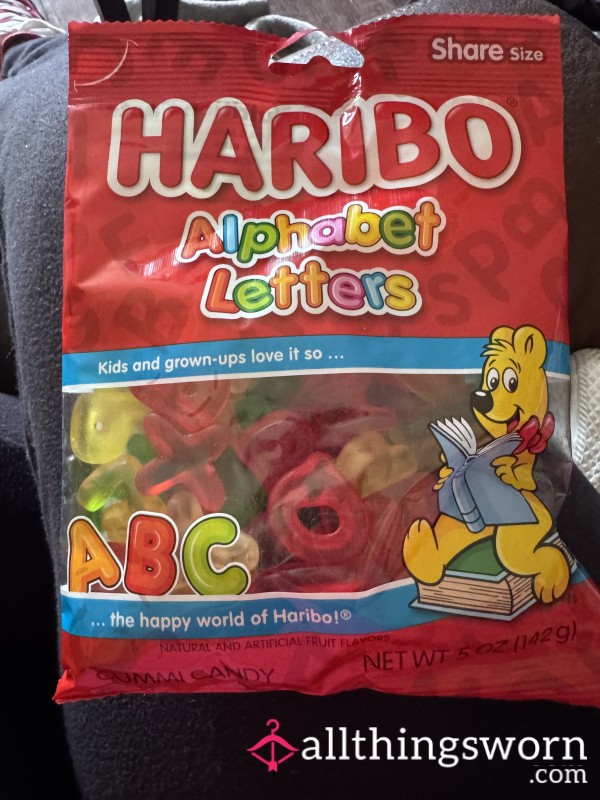 Share Size
HARIBO®
Alphabet
Letters
Kids and grown-ups love it so ...
ABC
... the happy world of Haribo!®
NATURAL AND ARTIFICIAL FRUIT FLAVORS
GUMMI CANDY
NET WT 5 OZ (142 g)
allthingsworn
.com